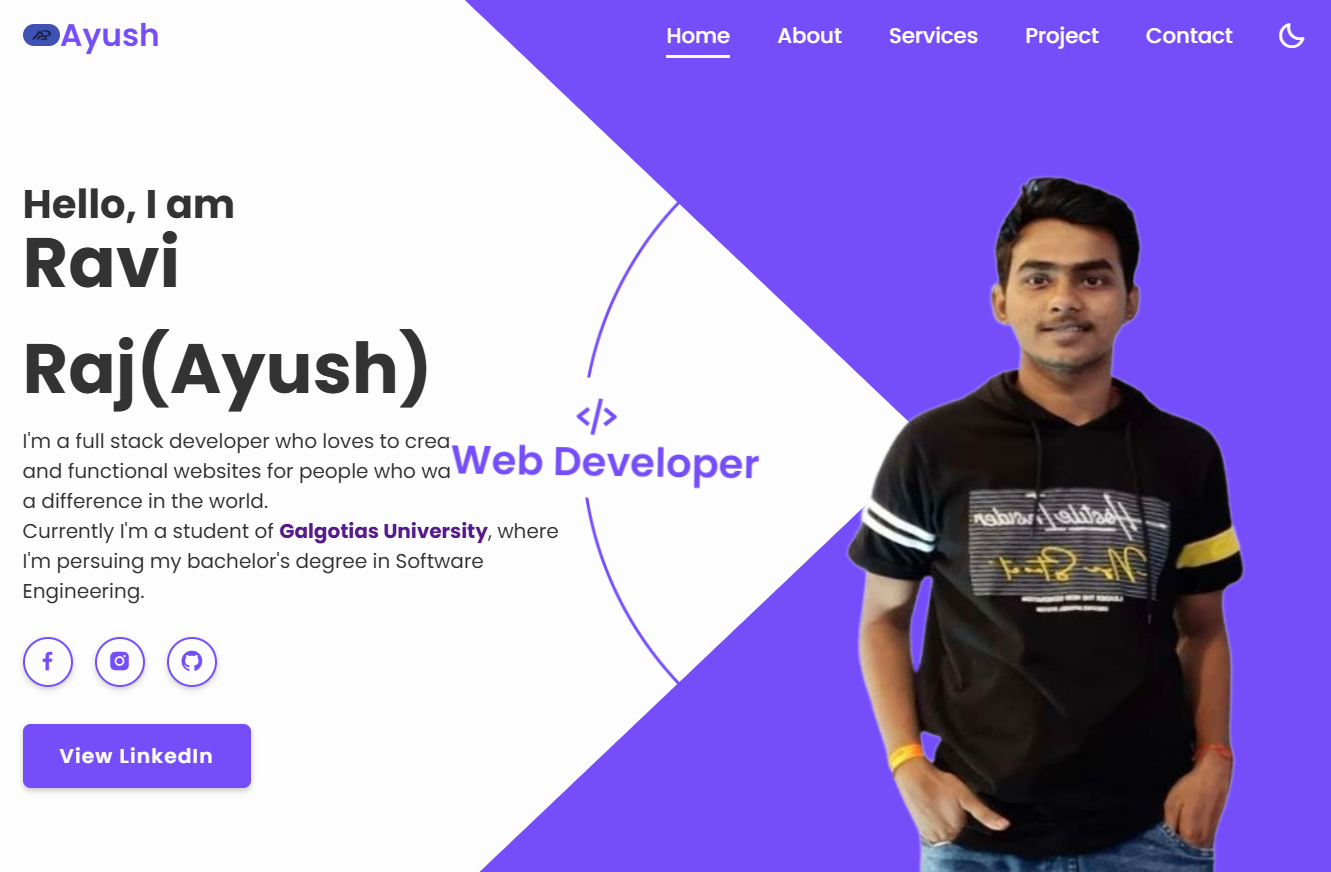 Ayush
Home About Services Project Contact
Hello, I am
Ravi
Raj(Ayush)
I'm a full stack developer who loves to crea
and functional websites for people who wa
a difference in the world.
Currently I'm a student of Galgotias University, where
I'm persuing my bachelor's degree in Software
Engineering.
</> 
Web Developer
View LinkedIn
Hostile Insider